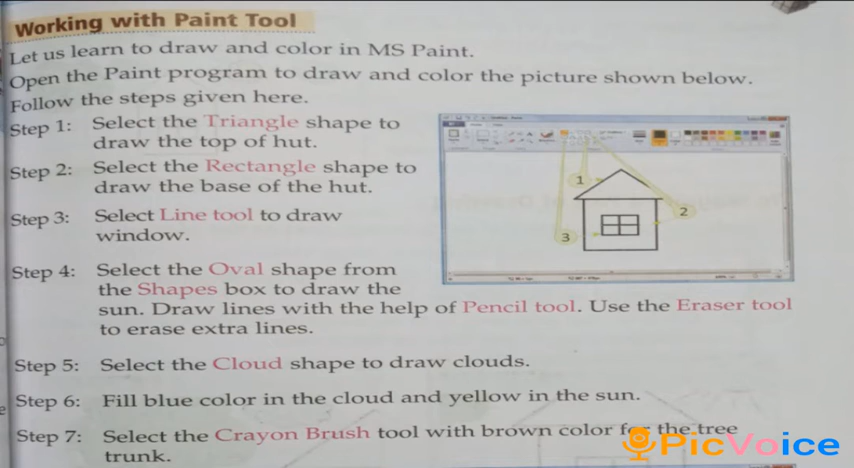 Working with Paint Tool
Let us learn to draw and color in MS Paint.
Open the Paint program to draw and color the picture shown below.
Follow the steps given here.
Step 1: Select the Triangle shape to
draw the top of hut.
Step 2: Select the Rectangle shape to
draw the base of the hut.
Step 3: Select Line tool to draw
window.
1
2
3
Step 4: Select the Oval shape from
the Shapes box to draw the
sun. Draw lines with the help of Pencil tool. Use the Eraser tool
to erase extra lines.
Step 5: Select the Cloud shape to draw clouds.
Step 6: Fill blue color in the cloud and yellow in the sun.
Step 7: Select the Crayon Brush tool with brown color for the tree
trunk.
PicVoice